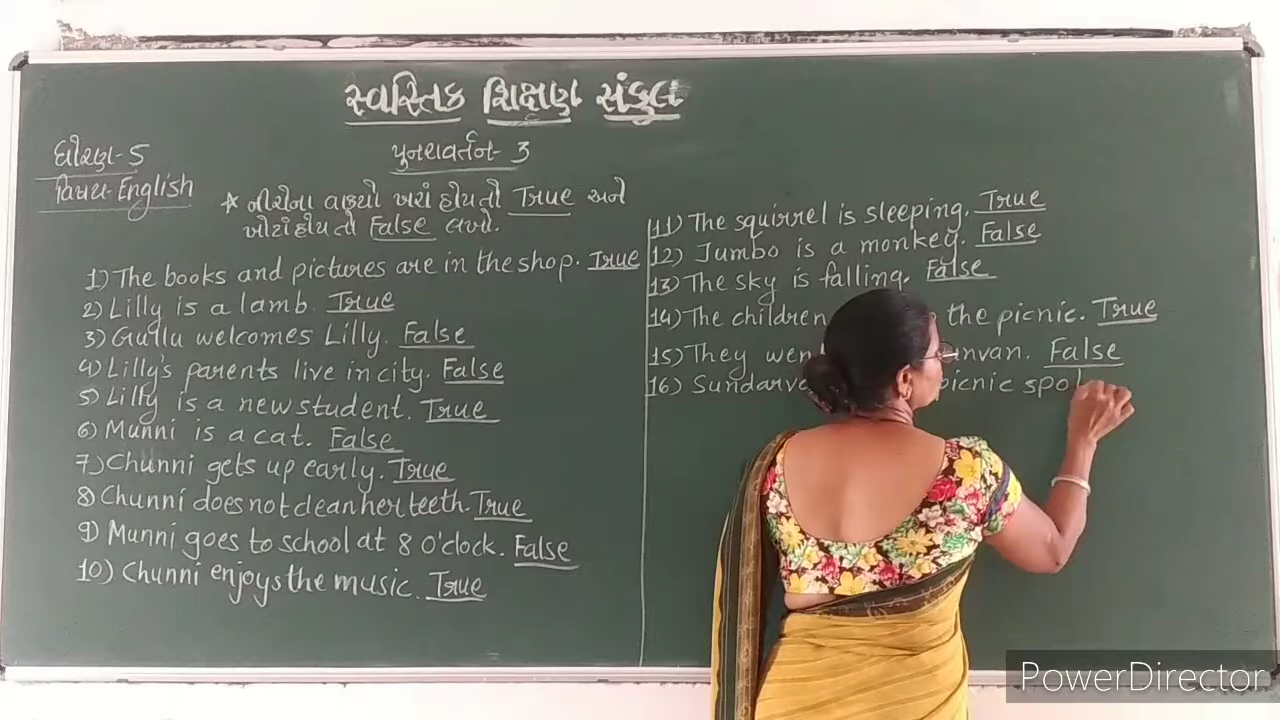 સ્વસ્તિક શિક્ષણ સંકુલ
ધોરણ-5
પુનરાવર્તન-3
વિષય-English
* નીચેના વાક્યો ખરાં હોય તો True અને
ખોટાં હોય તો False લખો.
1) The books and pictures are in the shop. True
2) Lilly is a lamb. True
3) Gullu welcomes Lilly. False
4) Lilly's parents live in city. False
5) Lilly is a new student. True
6) Munni is a cat. False
7) Chunni gets up early. True
8) Chunni does not clean her teeth. True
9) Munni goes to school at 8 O'clock. False
10) Chunni enjoys the music. True
11) The squirrel is sleeping. True
12) Jumbo is a monkey. False
13) The sky is falling. False
14) The children the picnic. True
15) They False
16) picnic
PowerDirector